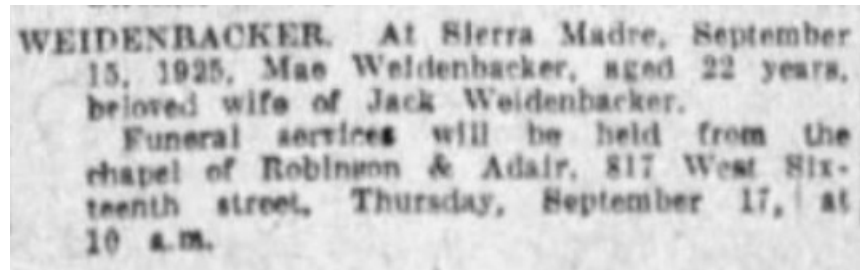 WEIDENBACKER. At Sierra Madre, September
15, 1925, Mae Weidenbacker, aged 22 years,
beloved wife of Jack Weidenbacker.
Funeral services will be held from the
chapel of Robinson & Adair, 817 West Six-
teenth street, Thursday, September 17, at
10 a.m.